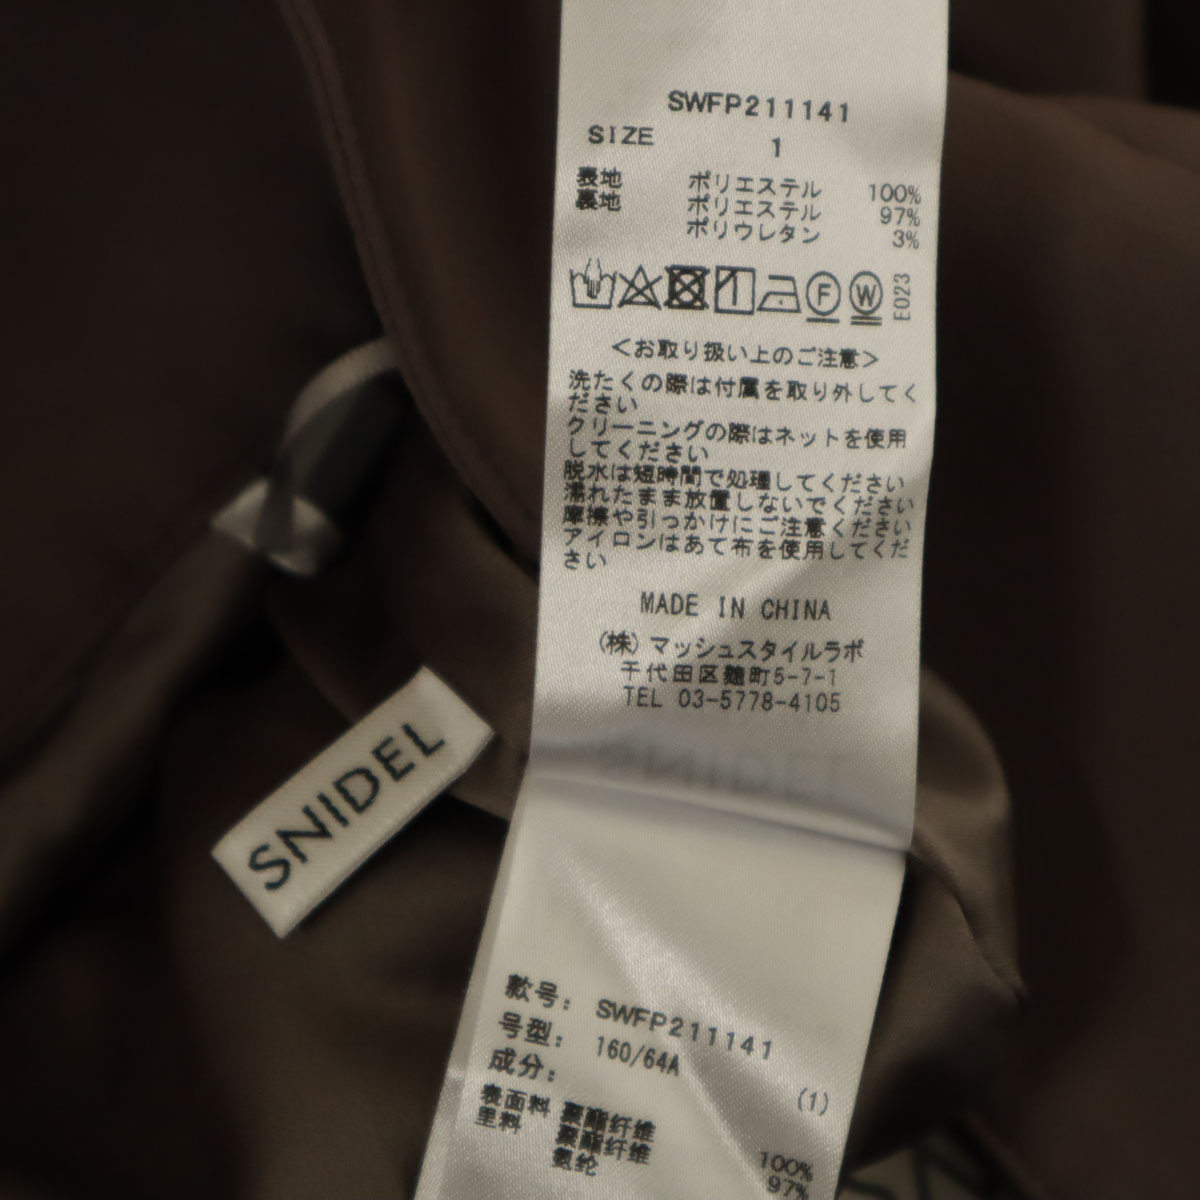 SWFP211141
SIZE 1
表地 ポリエステル 100%
裏地 ポリエステル 97%
ポリウレタン 3%
F W E023
<お取り扱い上のご注意>
洗たくの際は付属を取り外してく
ださい
クリーニングの際はネットを使用
してください
脱水は短時間で処理してください
濡れたまま放置しないでください
摩擦や引っかけにご注意ください
アイロンはあて布を使用してくだ
さい
MADE IN CHINA
(株)マッシュスタイルラボ
千代田区麹町5-7-1
TEL 03-5778-4105
SNIDEL
款号: SWFP211141
号型: 160/64A (1)
成分:
表面料 聚酯纤维 100%
里料 聚酯纤维 97%
氨纶